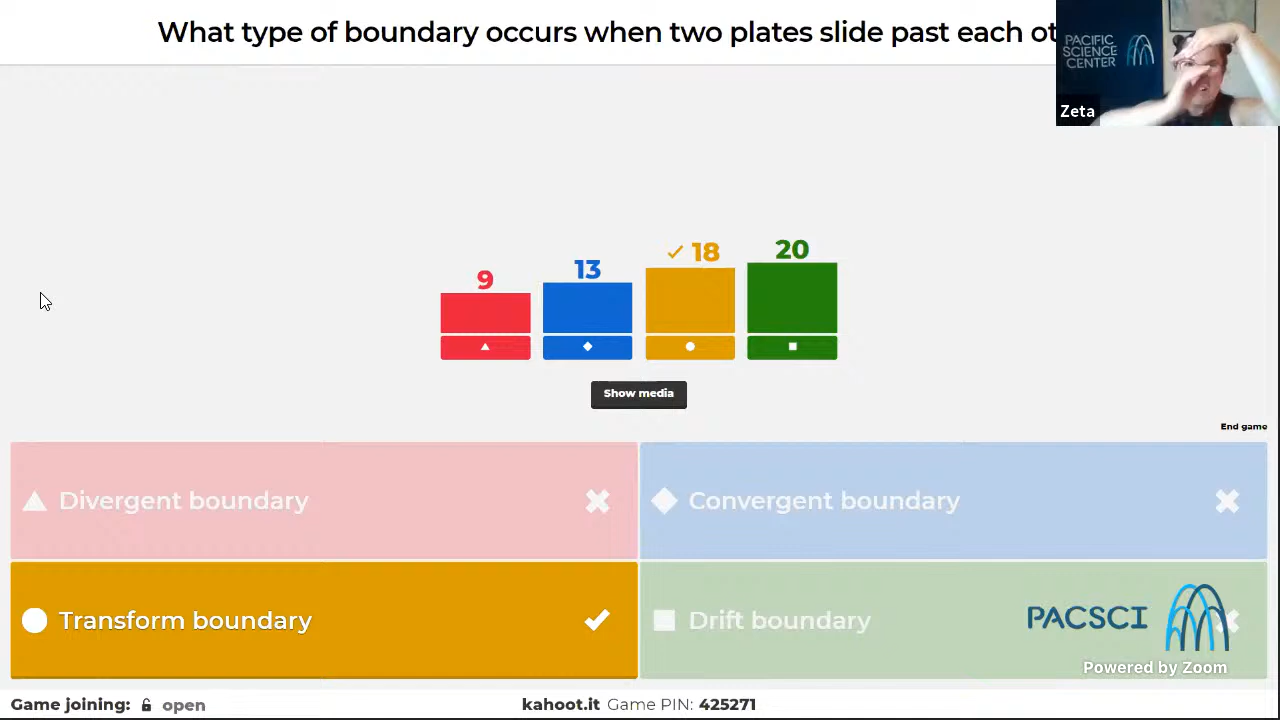 What type of boundary occurs when two plates slide past each ot
PACIFIC
SCIENCE
CENTER
Zeta
9
13
18
20
Show media
End game
Divergent boundary
Convergent boundary
Transform boundary
Drift boundary
PACSCI
Powered by Zoom
Game joining: open
kahoot.it Game PIN: 425271